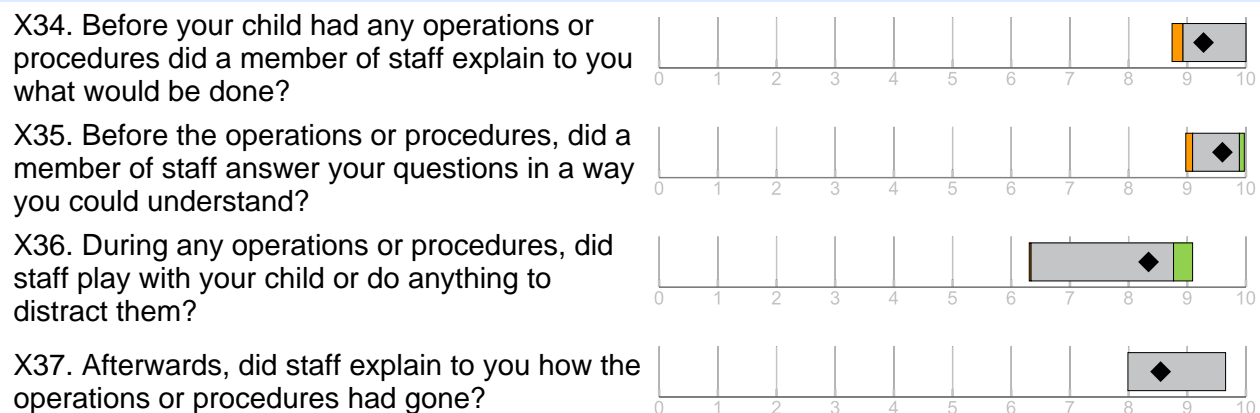 X34. Before your child had any operations or
procedures did a member of staff explain to you
what would be done?
0 1 2 3 4 5 6 7 8 9 10
X35. Before the operations or procedures, did a
member of staff answer your questions in a way
you could understand?
0 1 2 3 4 5 6 7 8 9 10
X36. During any operations or procedures, did
staff play with your child or do anything to
distract them?
0 1 2 3 4 5 6 7 8 9 10
X37. Afterwards, did staff explain to you how the
operations or procedures had gone?
0 1 2 3 4 5 6 7 8 9 10